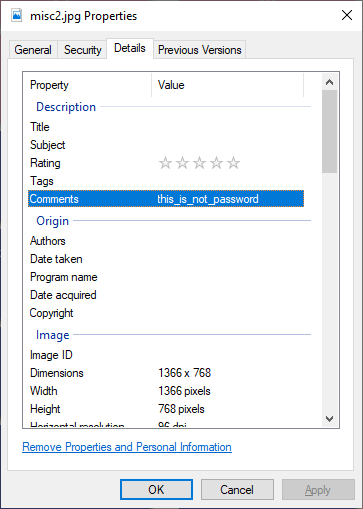 misc2.jpg Properties
General Security Details Previous Versions
Property Value
Description
Title
Subject
Rating
Tags
Comments this_is_not_password
Origin
Authors
Date taken
Program name
Date acquired
Copyright
Image
Image ID
Dimensions 1366 x 768
Width 1366 pixels
Height 768 pixels
Horizontal resolution 96 dpi
Remove Properties and Personal Information
OK Cancel Apply